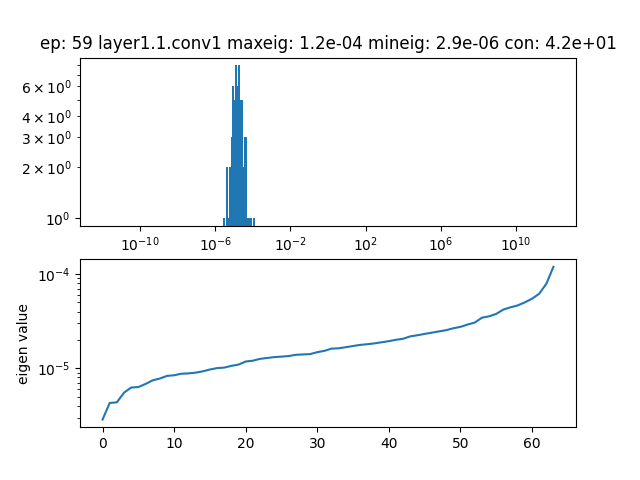 ep: 59 layer1.1.conv1 maxeig: 1.2e-04 mineig: 2.9e-06 con: 4.2e+01
6 × 10⁰
4 × 10⁰
3 × 10⁰
2 × 10⁰
10⁰
10⁻¹⁰ 10⁻⁶ 10⁻² 10² 10⁶ 10¹⁰
10⁻⁴
10⁻⁵
eigen value
0 10 20 30 40 50 60